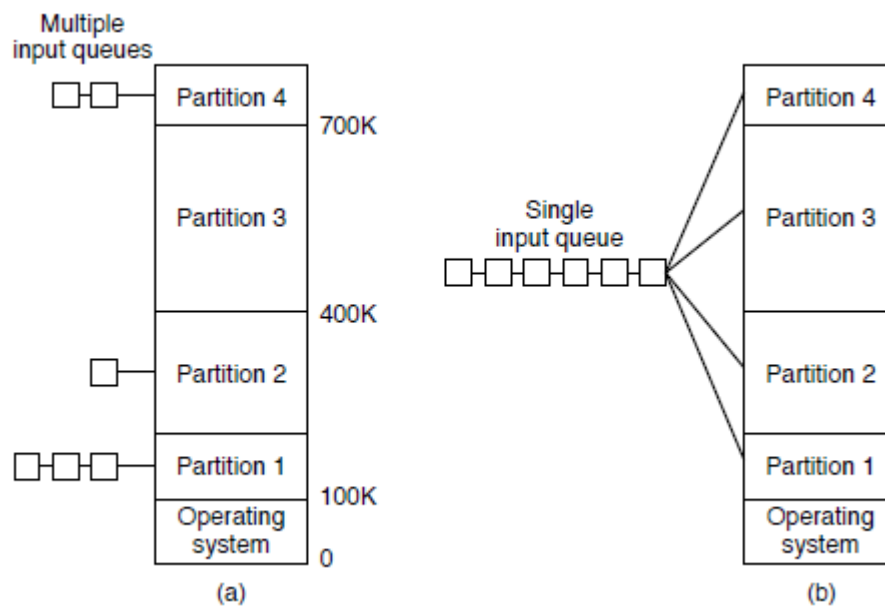 Multiple
input queues
Partition 4
700K
Partition 3
400K
Partition 2
Partition 1
100K
Operating
system
0
(a)
Single
input queue
Partition 4
Partition 3
Partition 2
Partition 1
Operating
system
(b)